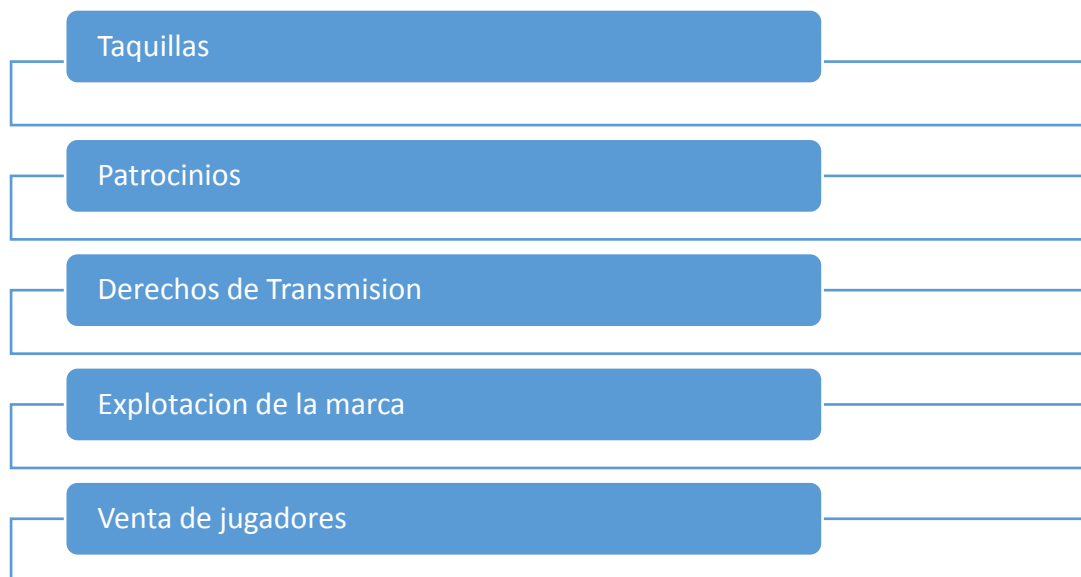 Taquillas
Patrocinios
Derechos de Transmision
Explotacion de la marca
Venta de jugadores